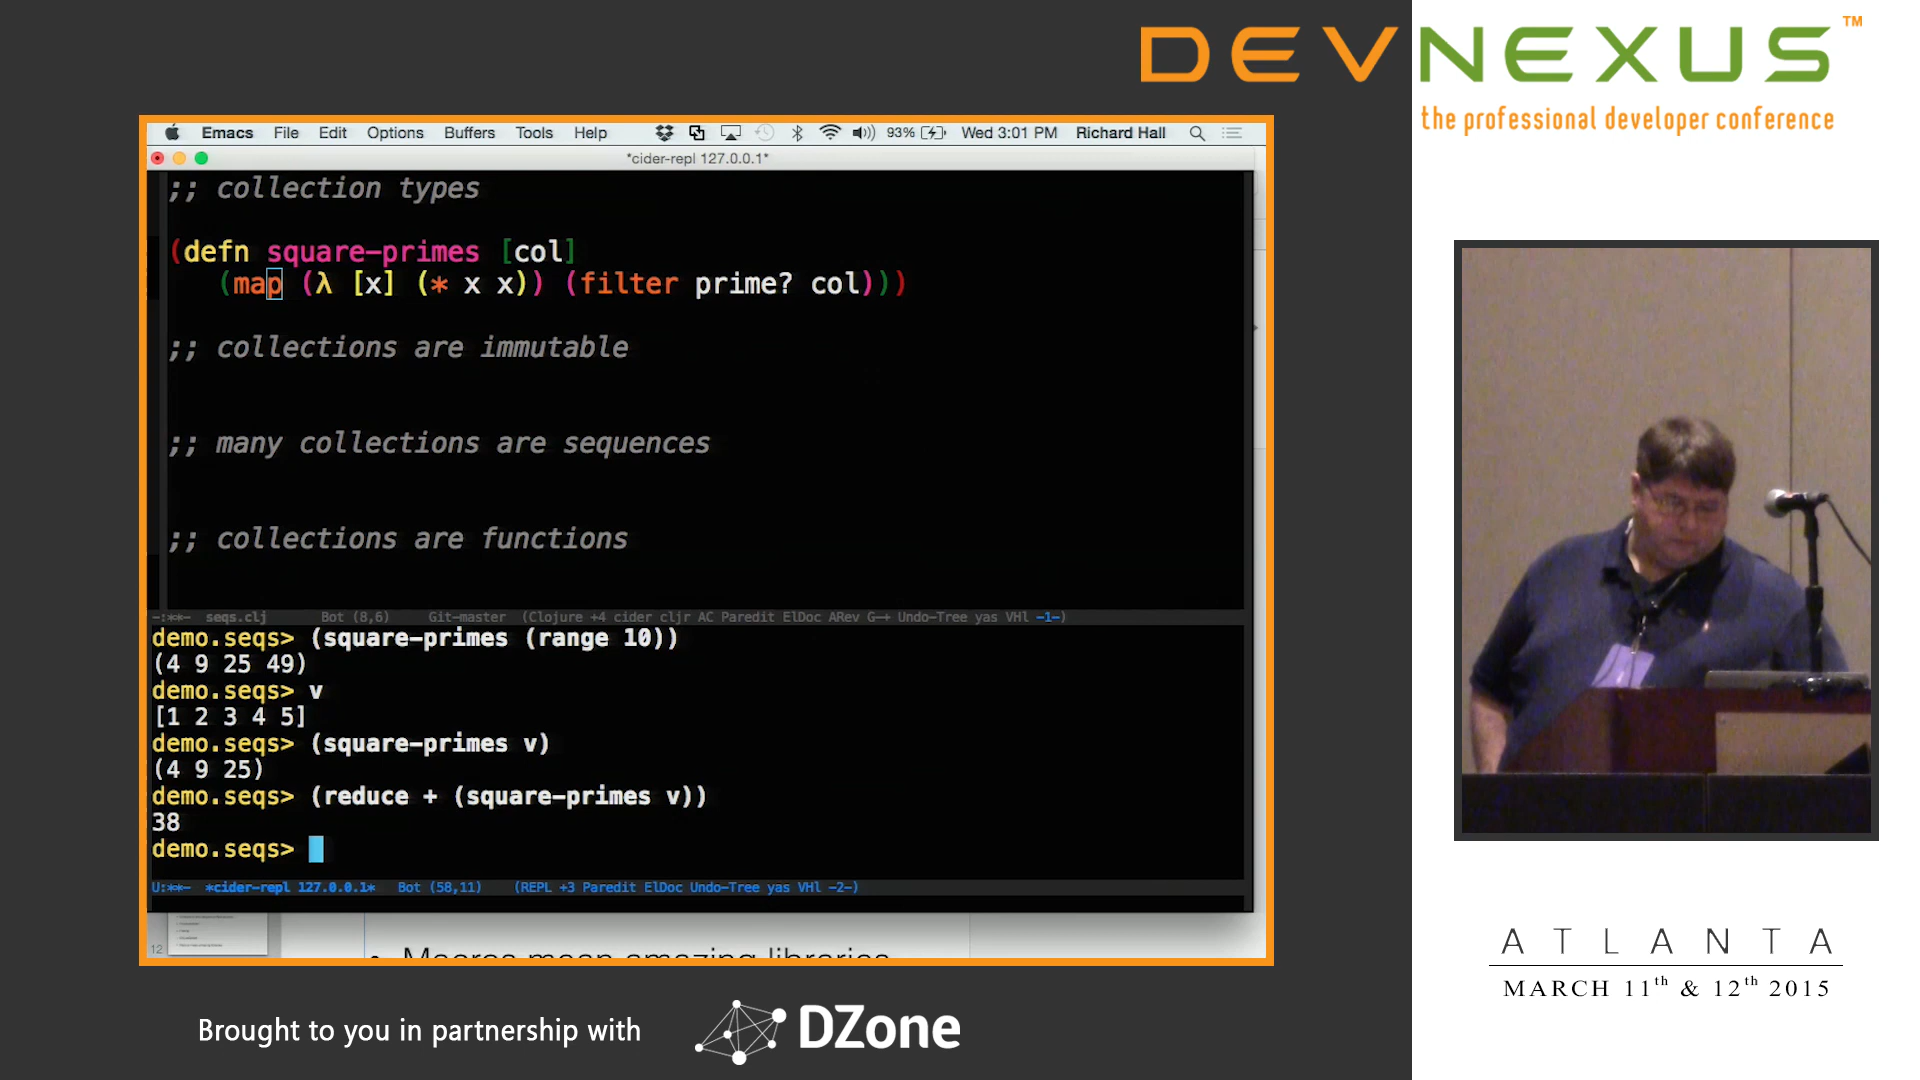 DEVNEXUS™
the professional developer conference
Emacs File Edit Options Buffers Tools Help 93% Wed 3:01 PM Richard Hall
*cider-repl 127.0.0.1*
;; collection types
(defn square-primes [col]
(map (λ [x] (* x x)) (filter prime? col)))
;; collections are immutable
;; many collections are sequences
;; collections are functions
-:**- seqs.clj Bot (8,6) Git-master (Clojure +4 cider cljr AC Paredit ElDoc ARev G-+ Undo-Tree yas VHl -1-)
demo.seqs> (square-primes (range 10))
(4 9 25 49)
demo.seqs> v
[1 2 3 4 5]
demo.seqs> (square-primes v)
(4 9 25)
demo.seqs> (reduce + (square-primes v))
38
demo.seqs>
U:**- *cider-repl 127.0.0.1* Bot (58,11) (REPL +3 Paredit ElDoc Undo-Tree yas VHl -2-)
12
• Macros mean amazing libraries
ATLANTA
MARCH 11th & 12th 2015
Brought to you in partnership with DZone